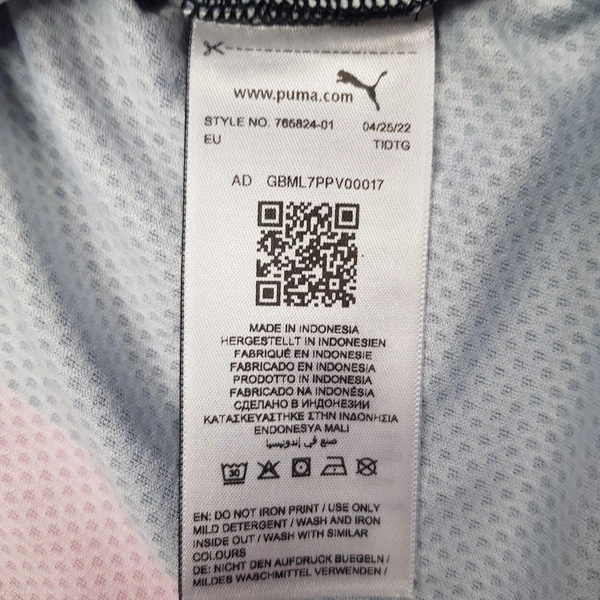 www.puma.com
STYLE NO. 765824-01 04/25/22
EU TIDTG
AD GBML7PPV00017
MADE IN INDONESIA
HERGESTELLT IN INDONESIEN
FABRIQUÉ EN INDONESIE
FABRICADO EN INDONESIA
PRODOTTO IN INDONESIA
FABRICADO NA INDONÉSIA
СДЕЛАНО В ИНДОНЕЗИИ
ΚΑΤΑΣΚΕΥΑΣΤΗΚΕ ΣΤΗΝ ΙΝΔΟΝΗΣΙΑ
ENDONESYA MALI
صنع في إندونيسيا
30
EN: DO NOT IRON PRINT / USE ONLY
MILD DETERGENT / WASH AND IRON
INSIDE OUT / WASH WITH SIMILAR
COLOURS
DE: NICHT DEN AUFDRUCK BUEGELN /
MILDES WASCHMITTEL VERWENDEN /